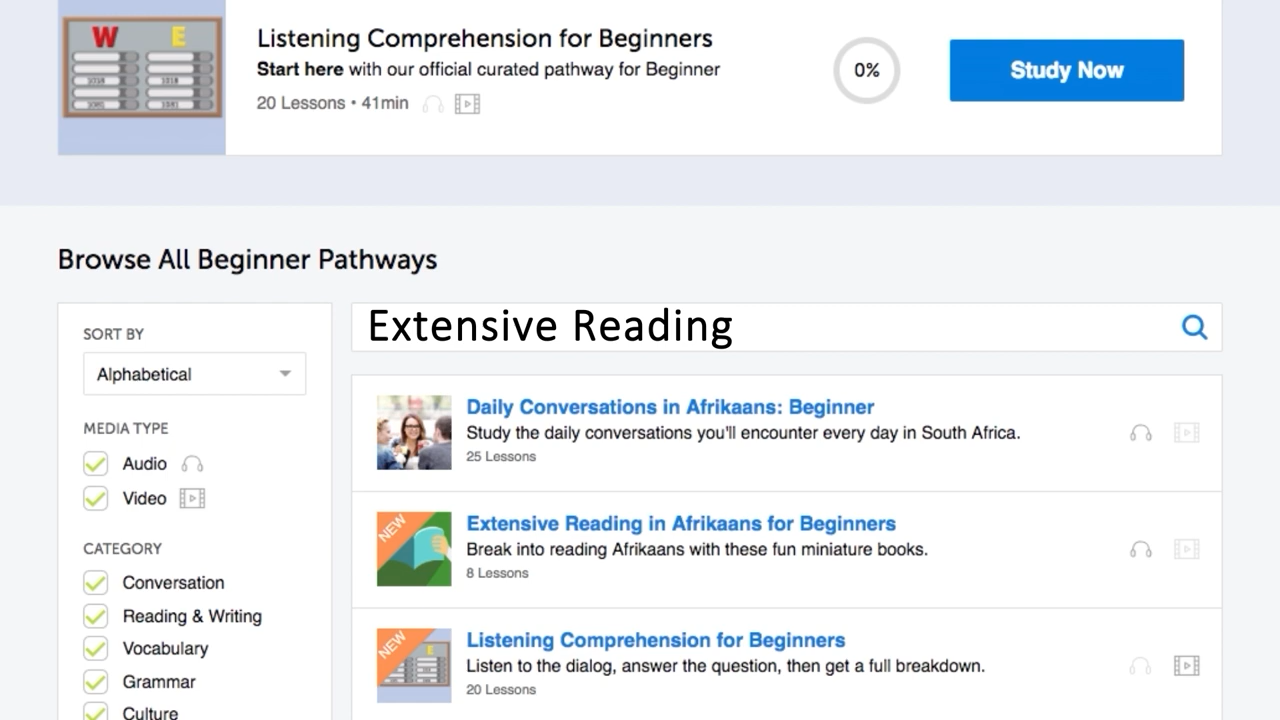 W E
Listening Comprehension for Beginners
Start here with our official curated pathway for Beginner
20 Lessons • 41min
0%
Study Now
Browse All Beginner Pathways
SORT BY
Alphabetical
MEDIA TYPE
Audio
Video
CATEGORY
Conversation
Reading & Writing
Vocabulary
Grammar
Culture
Extensive Reading
Daily Conversations in Afrikaans: Beginner
Study the daily conversations you'll encounter every day in South Africa.
25 Lessons
NEW
Extensive Reading in Afrikaans for Beginners
Break into reading Afrikaans with these fun miniature books.
8 Lessons
NEW
E
Listening Comprehension for Beginners
Listen to the dialog, answer the question, then get a full breakdown.
20 Lessons